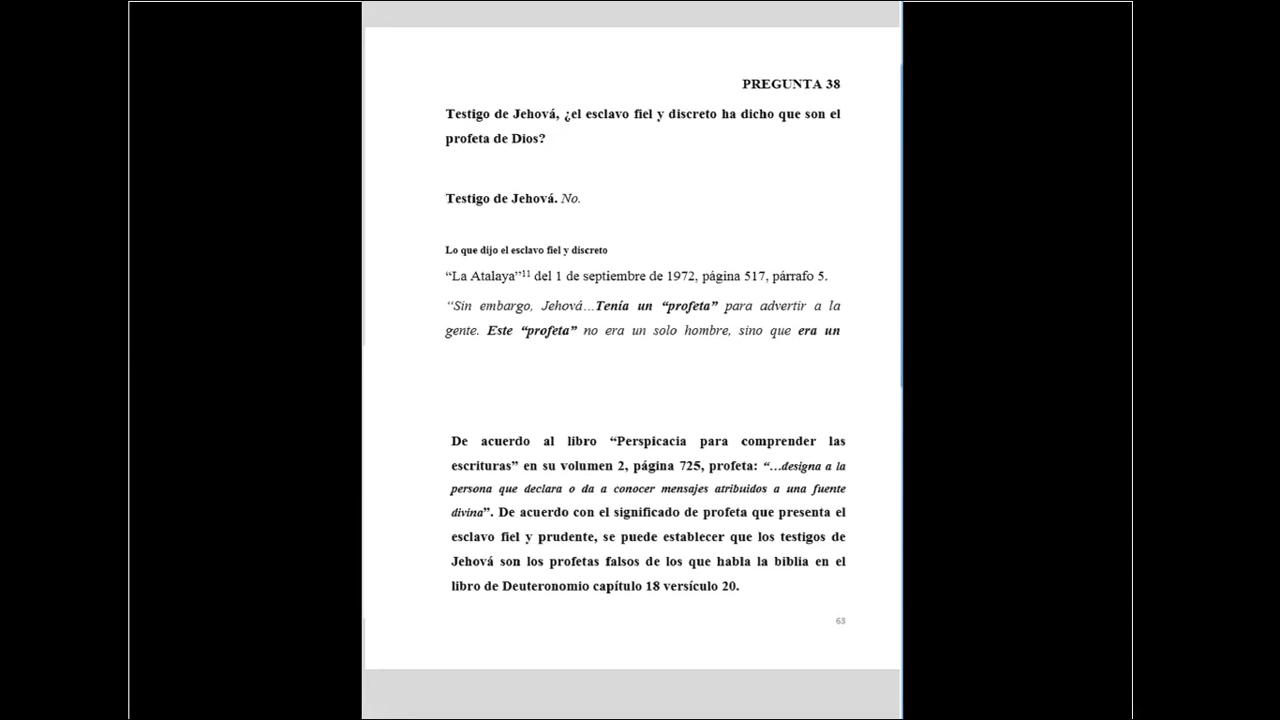 PREGUNTA 38
Testigo de Jehová, ¿el esclavo fiel y discreto ha dicho que son el
profeta de Dios?
Testigo de Jehová. No.
Lo que dijo el esclavo fiel y discreto
“La Atalaya”11 del 1 de septiembre de 1972, página 517, párrafo 5.
“Sin embargo, Jehová…Tenía un “profeta” para advertir a la
gente. Este “profeta” no era un solo hombre, sino que era un
De acuerdo al libro “Perspicacia para comprender las
escrituras” en su volumen 2, página 725, profeta: “…designa a la
persona que declara o da a conocer mensajes atribuidos a una fuente
divina”. De acuerdo con el significado de profeta que presenta el
esclavo fiel y prudente, se puede establecer que los testigos de
Jehová son los profetas falsos de los que habla la biblia en el
libro de Deuteronomio capítulo 18 versículo 20.
63